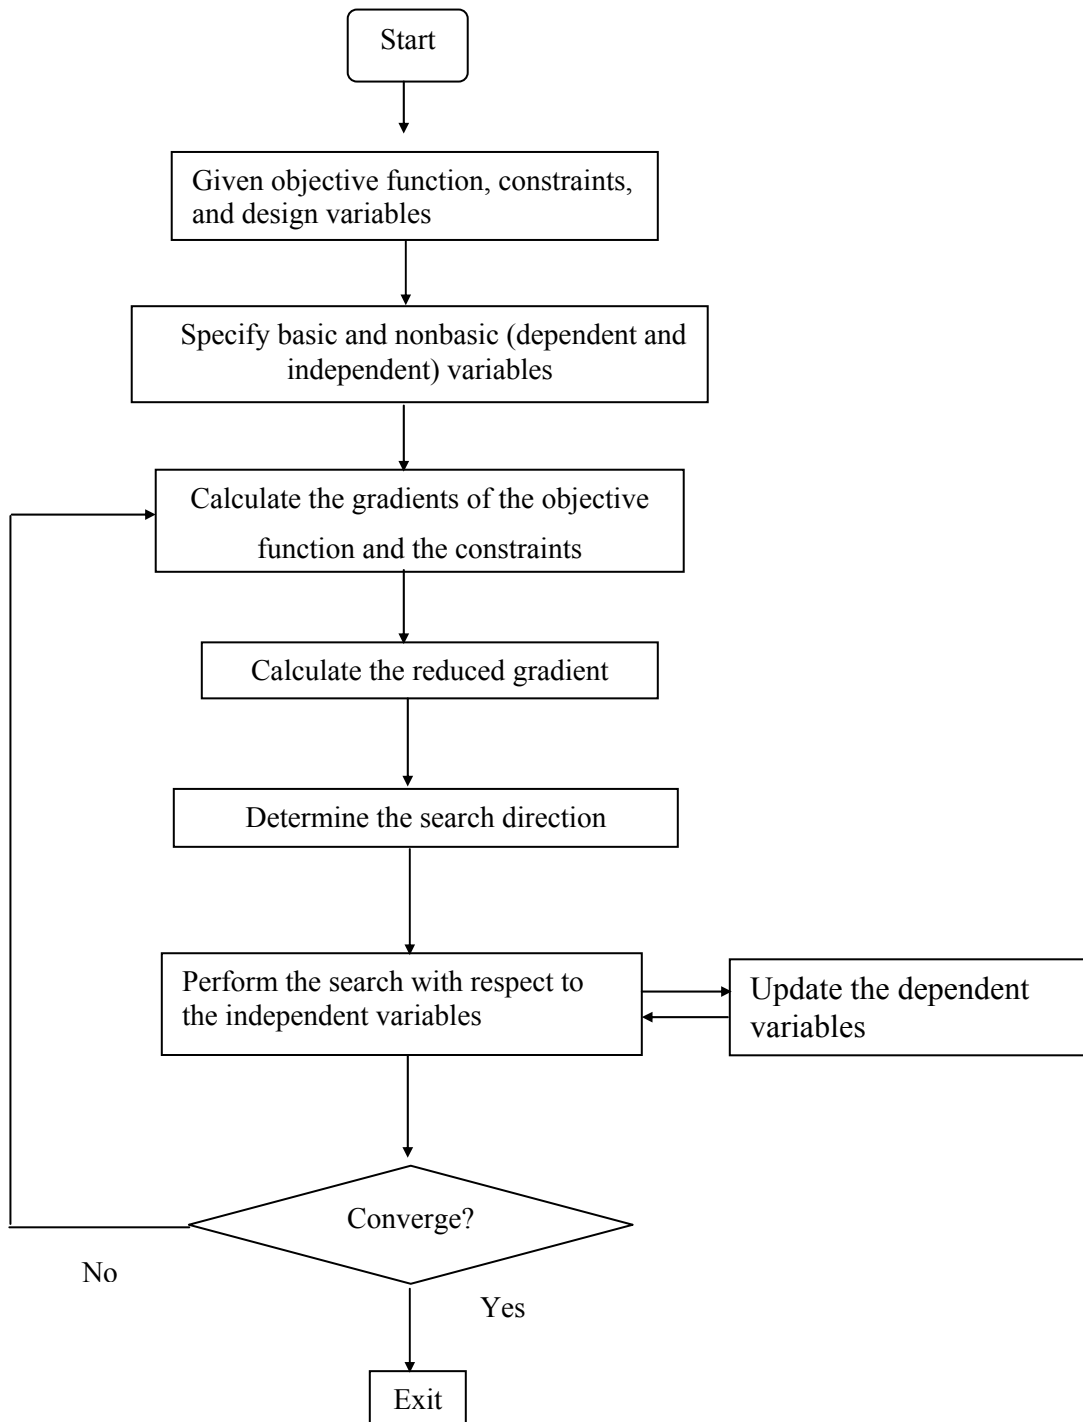 Start
Given objective function, constraints,
and design variables
Specify basic and nonbasic (dependent and
independent) variables
Calculate the gradients of the objective
function and the constraints
Calculate the reduced gradient
Determine the search direction
Perform the search with respect to
the independent variables
Update the dependent
variables
Converge?
No
Yes
Exit